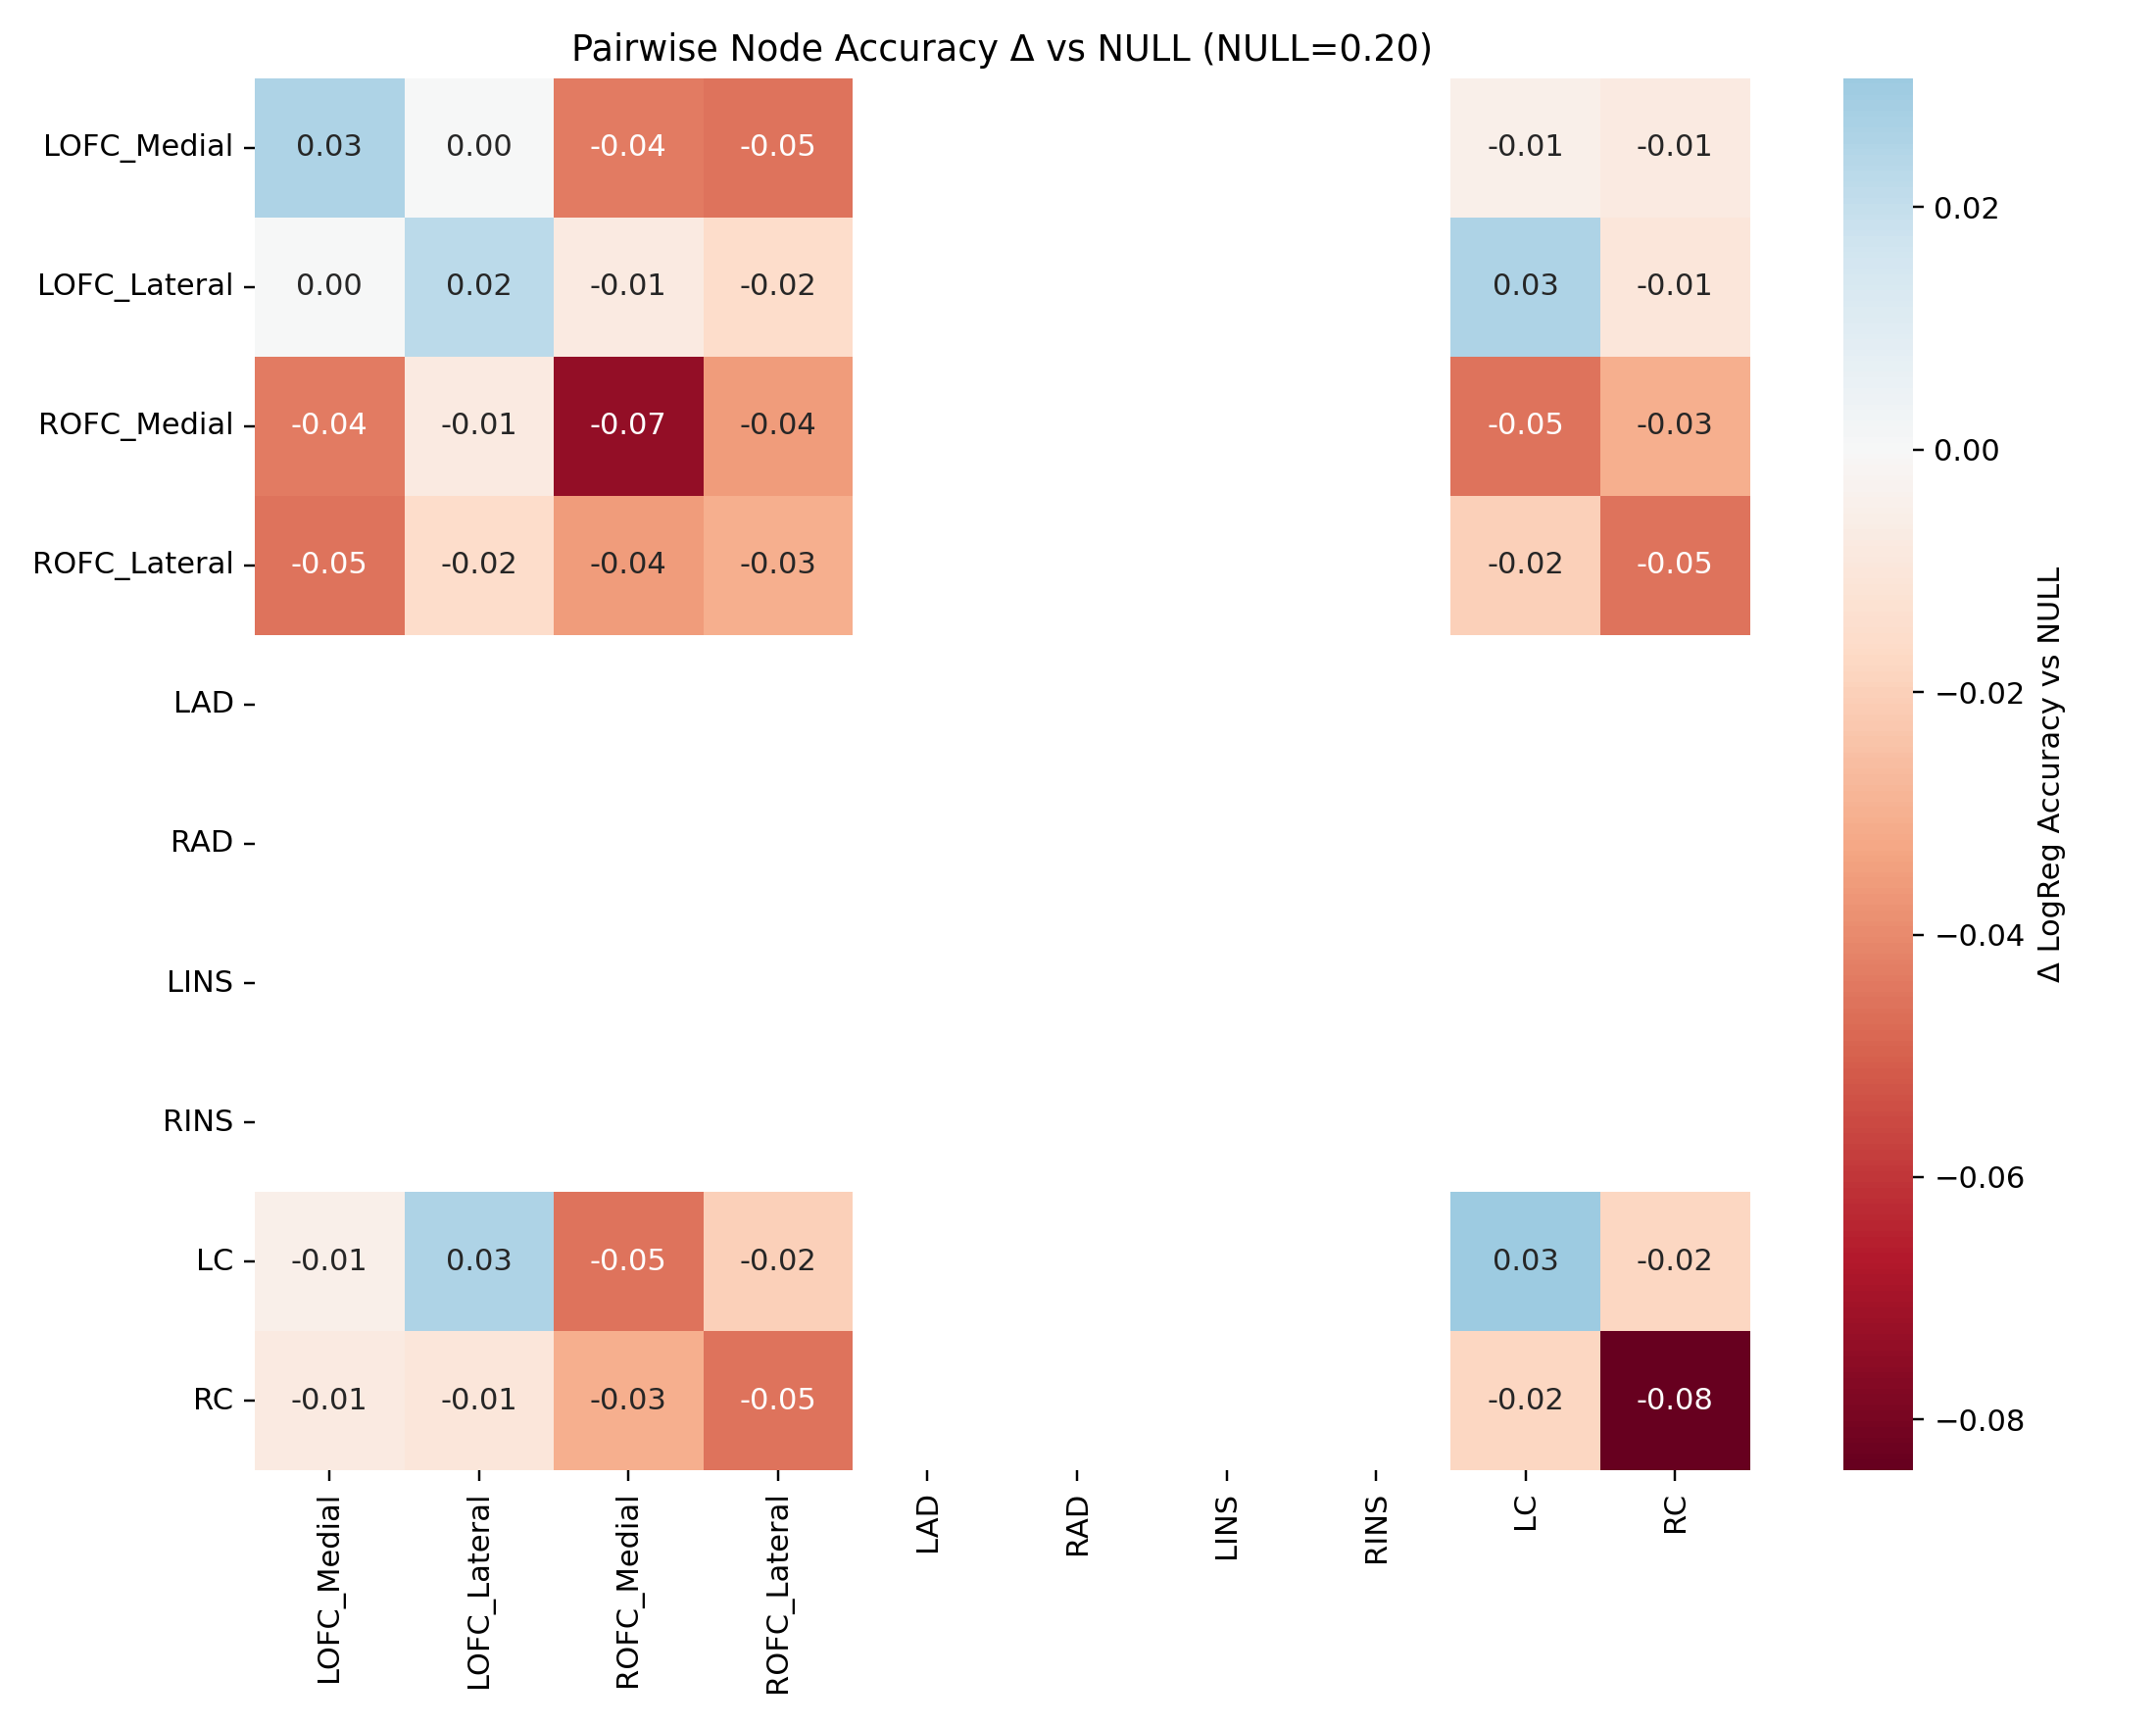 Pairwise Node Accuracy Δ vs NULL (NULL=0.20)
LOFC_Medial 0.03 0.00 -0.04 -0.05 -0.01 -0.01
LOFC_Lateral 0.00 0.02 -0.01 -0.02 0.03 -0.01
ROFC_Medial -0.04 -0.01 -0.07 -0.04 -0.05 -0.03
ROFC_Lateral -0.05 -0.02 -0.04 -0.03 -0.02 -0.05
LAD
RAD
LINS
RINS
LC -0.01 0.03 -0.05 -0.02 0.03 -0.02
RC -0.01 -0.01 -0.03 -0.05 -0.02 -0.08
LOFC_Medial
LOFC_Lateral
ROFC_Medial
ROFC_Lateral
LAD
RAD
LINS
RINS
LC
RC
0.02
0.00
−0.02
−0.04
−0.06
−0.08
Δ LogReg Accuracy vs NULL